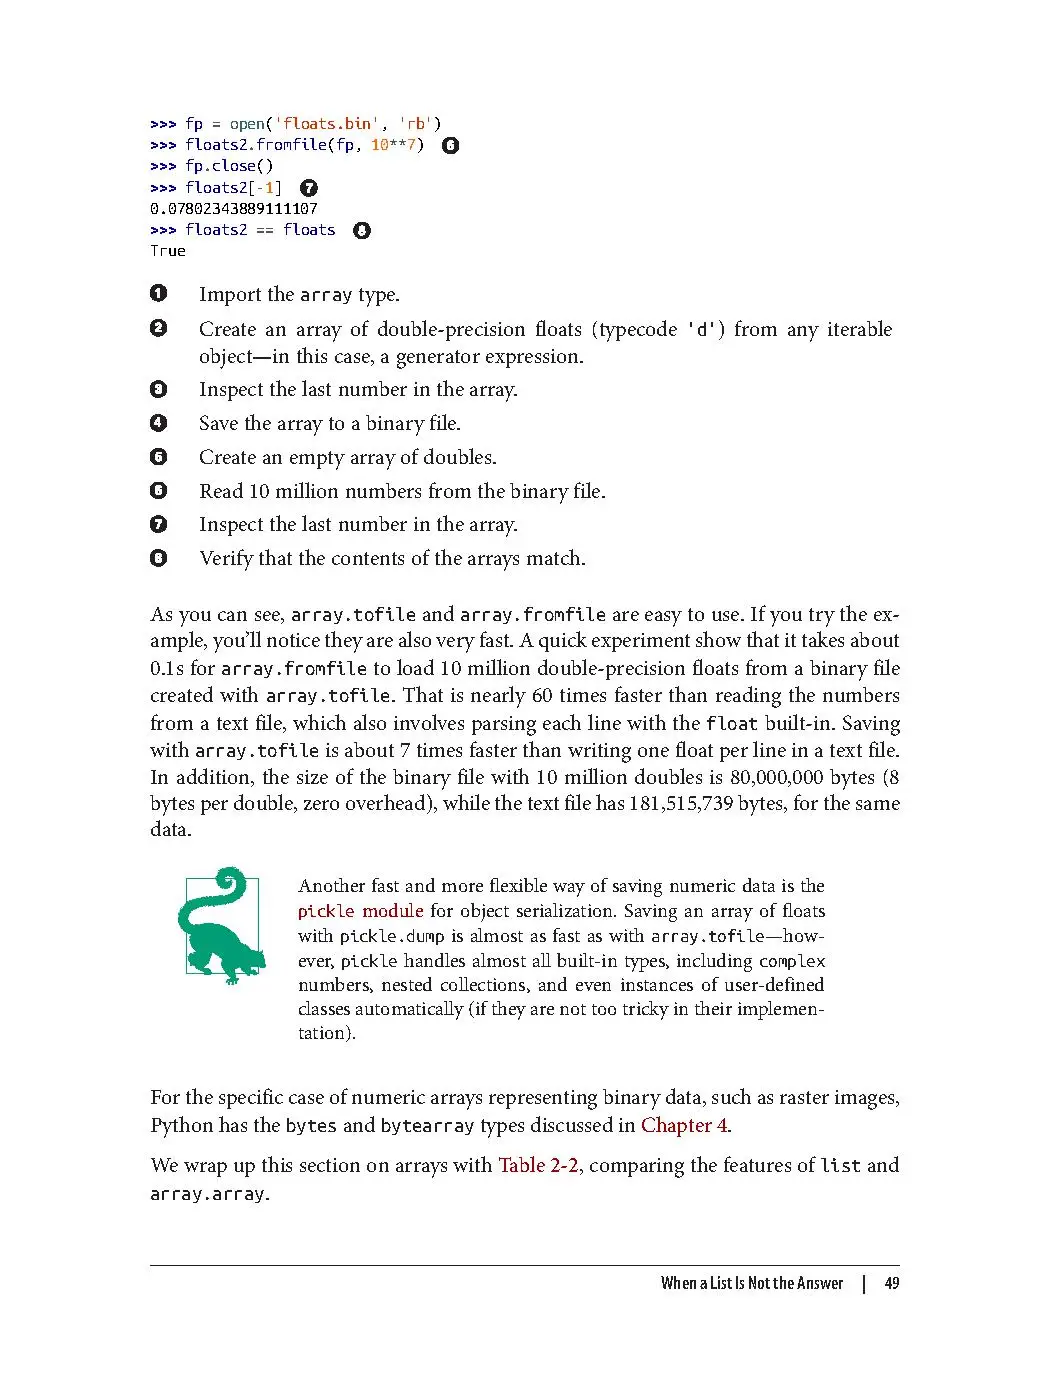 >>> fp = open('floats.bin', 'rb')
>>> floats2.fromfile(fp, 10**7) 6
>>> fp.close()
>>> floats2[-1] 7
0.07802343889111107
>>> floats2 == floats 8
True
1 Import the array type.
2 Create an array of double-precision floats (typecode 'd') from any iterable
object—in this case, a generator expression.
3 Inspect the last number in the array.
4 Save the array to a binary file.
5 Create an empty array of doubles.
6 Read 10 million numbers from the binary file.
7 Inspect the last number in the array.
8 Verify that the contents of the arrays match.
As you can see, array.tofile and array.fromfile are easy to use. If you try the ex-
ample, you’ll notice they are also very fast. A quick experiment show that it takes about
0.1s for array.fromfile to load 10 million double-precision floats from a binary file
created with array.tofile. That is nearly 60 times faster than reading the numbers
from a text file, which also involves parsing each line with the float built-in. Saving
with array.tofile is about 7 times faster than writing one float per line in a text file.
In addition, the size of the binary file with 10 million doubles is 80,000,000 bytes (8
bytes per double, zero overhead), while the text file has 181,515,739 bytes, for the same
data.
Another fast and more flexible way of saving numeric data is the
pickle module for object serialization. Saving an array of floats
with pickle.dump is almost as fast as with array.tofile—how-
ever, pickle handles almost all built-in types, including complex
numbers, nested collections, and even instances of user-defined
classes automatically (if they are not too tricky in their implemen-
tation).
For the specific case of numeric arrays representing binary data, such as raster images,
Python has the bytes and bytearray types discussed in Chapter 4.
We wrap up this section on arrays with Table 2-2, comparing the features of list and
array.array.
When a List Is Not the Answer | 49